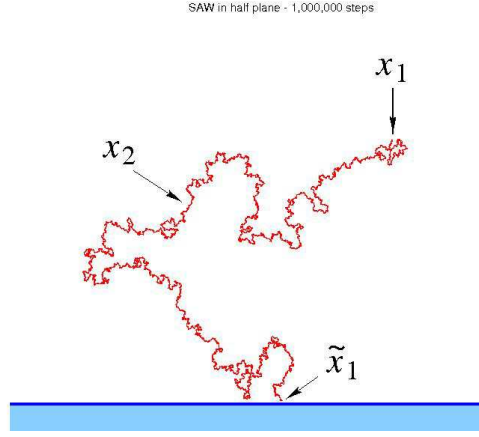 SAW in half plane - 1,000,000 steps
x₁
x₂
x̃₁